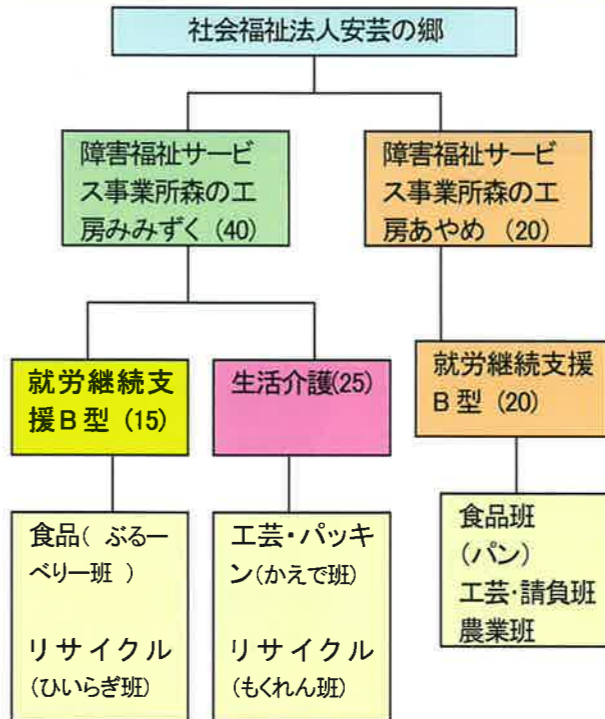 社会福祉法人安芸の郷
障害福祉サービ
ス事業所森の工
房みみずく (40)
障害福祉サービ
ス事業所森の工
房あやめ (20)
就労継続支
援B型 (15)
生活介護(25)
就労継続支援
B型 (20)
食品( ぶるー
べりー班 )
リサイクル
(ひいらぎ班)
工芸・パッキ
ン(かえで班)
リサイクル
(もくれん班)
食品班
(パン)
工芸・請負班
農業班